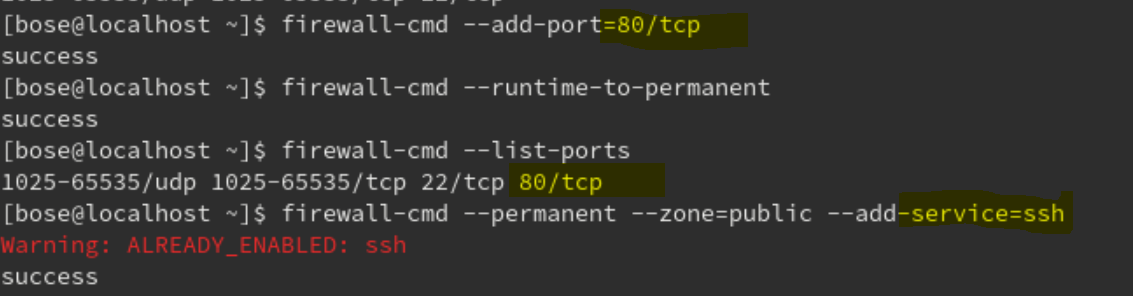 [bose@localhost ~]$ firewall-cmd --add-port=80/tcp
success
[bose@localhost ~]$ firewall-cmd --runtime-to-permanent
success
[bose@localhost ~]$ firewall-cmd --list-ports
1025-65535/udp 1025-65535/tcp 22/tcp 80/tcp
[bose@localhost ~]$ firewall-cmd --permanent --zone=public --add-service=ssh
Warning: ALREADY_ENABLED: ssh
success